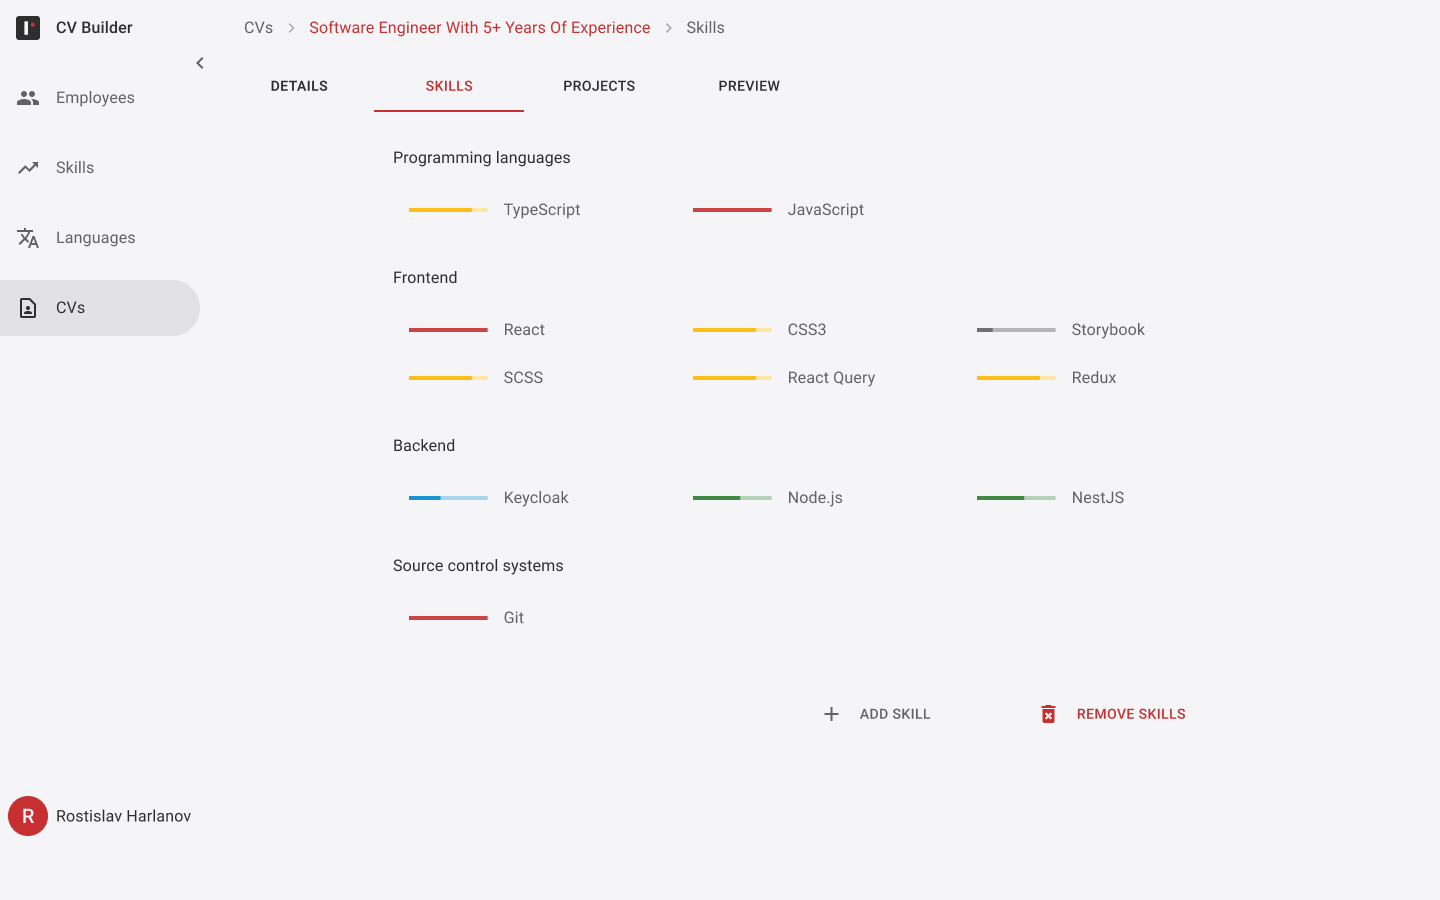 CV Builder
Employees
Skills
Languages
CVs
R Rostislav Harlanov
CVs > Software Engineer With 5+ Years Of Experience > Skills
DETAILS SKILLS PROJECTS PREVIEW
Programming languages
TypeScript JavaScript
Frontend
React CSS3 Storybook
SCSS React Query Redux
Backend
Keycloak Node.js NestJS
Source control systems
Git
ADD SKILL REMOVE SKILLS